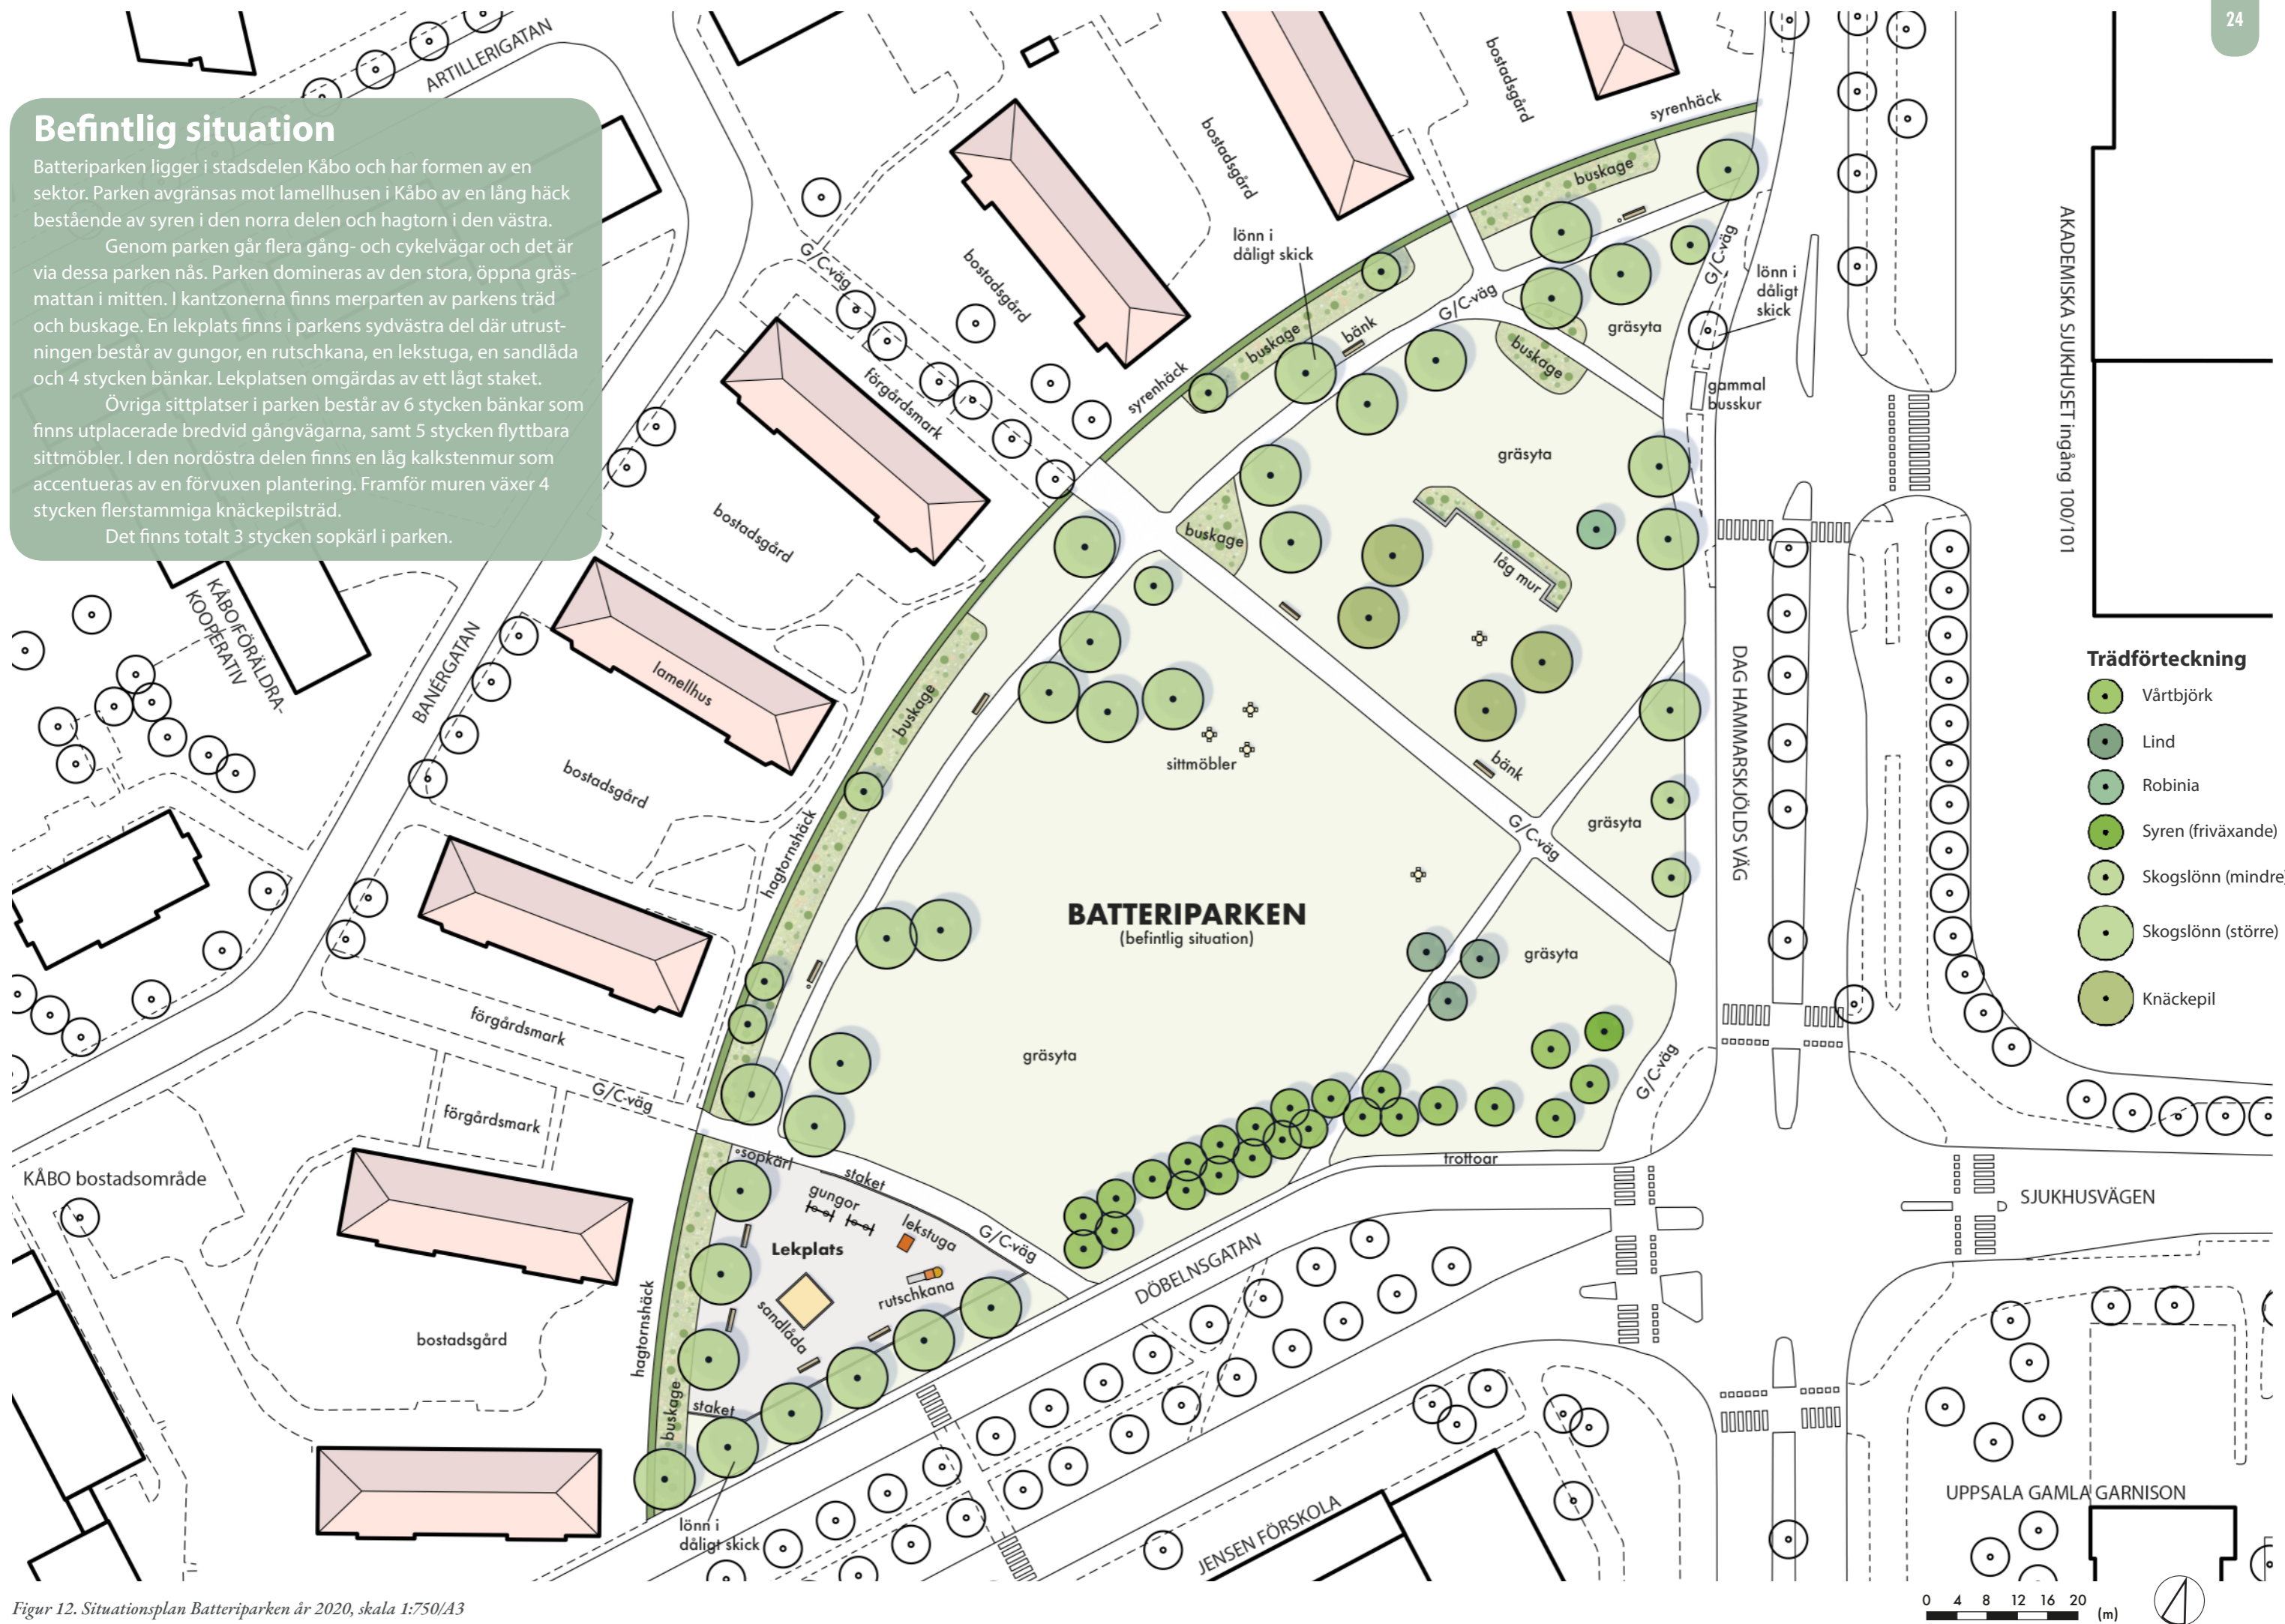 24
ARTILLERIGATAN
Befintlig situation
Batteriparken ligger i stadsdelen Kåbo och har formen av en
sektor. Parken avgränsas mot lamellhusen i Kåbo av en lång häck
bestående av syren i den norra delen och hagtorn i den västra.
Genom parken går flera gång- och cykelvägar och det är
via dessa parken nås. Parken domineras av den stora, öppna gräs-
mattan i mitten. I kantzonerna finns merparten av parkens träd
och buskage. En lekplats finns i parkens sydvästra del där utrust-
ningen består av gungor, en rutschkana, en lekstuga, en sandlåda
och 4 stycken bänkar. Lekplatsen omgärdas av ett lågt staket.
Övriga sittplatser i parken består av 6 stycken bänkar som
finns utplacerade bredvid gångvägarna, samt 5 stycken flyttbara
sittmöbler. I den nordöstra delen finns en låg kalkstenmur som
accentueras av en förvuxen plantering. Framför muren växer 4
stycken flerstammiga knäckepilsträd.
Det finns totalt 3 stycken sopkärl i parken.
bostadsgård
bostadsgård
syrenhäck
buskage
lönn i
dåligt skick
G/C-väg
bostadsgård
G/C-väg
lönn i
dåligt
skick
G/C-väg
gräsyta
buskage
bänk
buskage
syrenhäck
förgårdsmark
gammal
busskur
AKADEMISKA SJUKHUSET ingång 100/101
gräsyta
bostadsgård
buskage
låg mur
KÅBO FÖRÄLDRA-
KOOPERATIV
BANÉRGATAN
lamellhus
buskage
DAG HAMMARSKJÖLDS VÄG
Trädförteckning
Vårtbjörk
Lind
Robinia
Syren (friväxande)
Skogslönn (mindre)
Skogslönn (större)
Knäckepil
sittmöbler
bänk
bostadsgård
hagtornshäck
G/C-väg
gräsyta
BATTERIPARKEN
(befintlig situation)
gräsyta
förgårdsmark
gräsyta
G/C-väg
G/C-väg
förgårdsmark
KÅBO bostadsområde
sopkärl
staket
trottoar
gungor
lekstuga
G/C-väg
Lekplats
rutschkana
sandlåda
DÖBELNSGATAN
SJUKHUSVÄGEN
bostadsgård
hagtornshäck
buskage
staket
lönn i
dåligt skick
JENSEN FÖRSKOLA
UPPSALA GAMLA GARNISON
0 4 8 12 16 20 (m)
Figur 12. Situationsplan Batteriparken år 2020, skala 1:750/A3